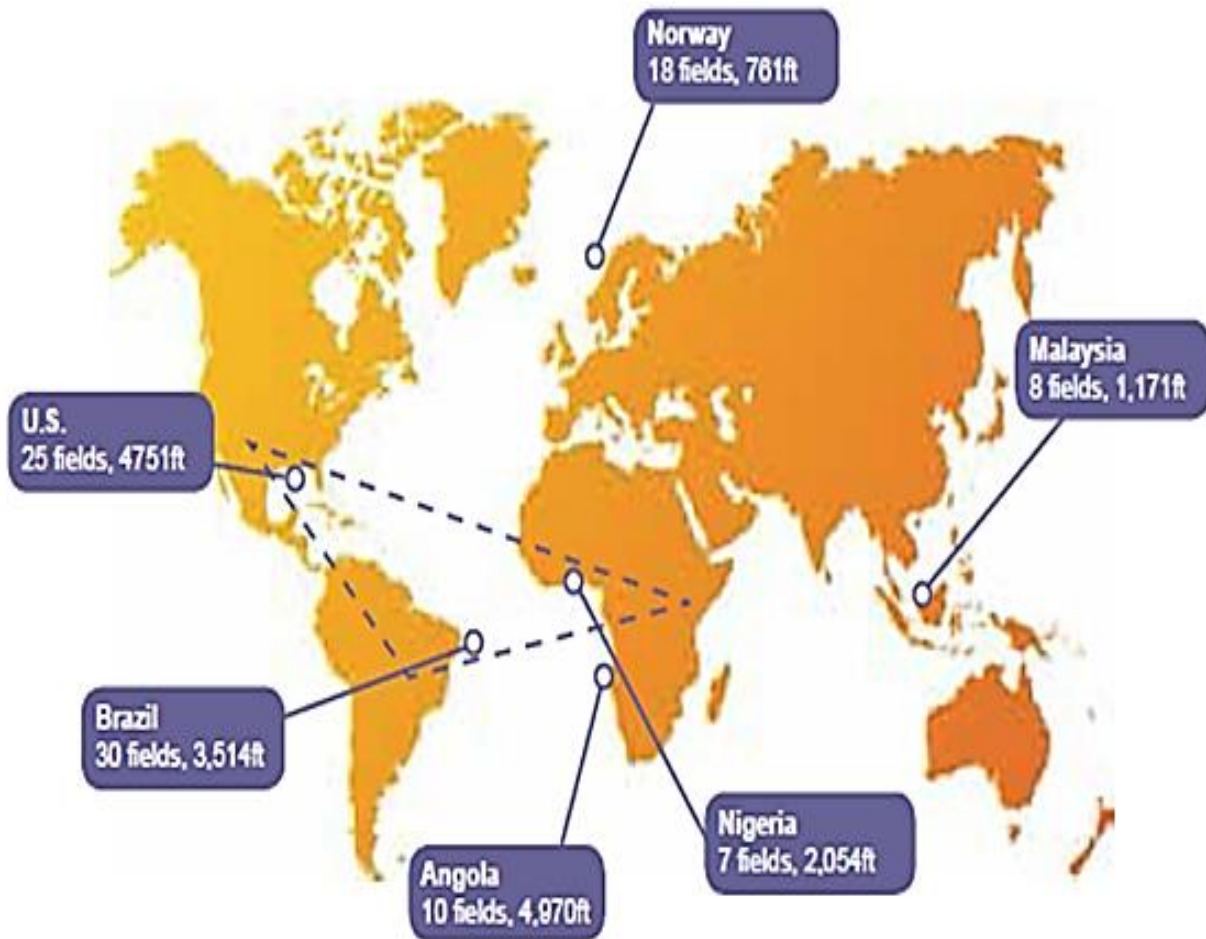 Norway
18 fields, 761ft
Malaysia
8 fields, 1,171ft
U.S.
25 fields, 4751ft
Brazil
30 fields, 3,514ft
Nigeria
7 fields, 2,054ft
Angola
10 fields, 4,970ft